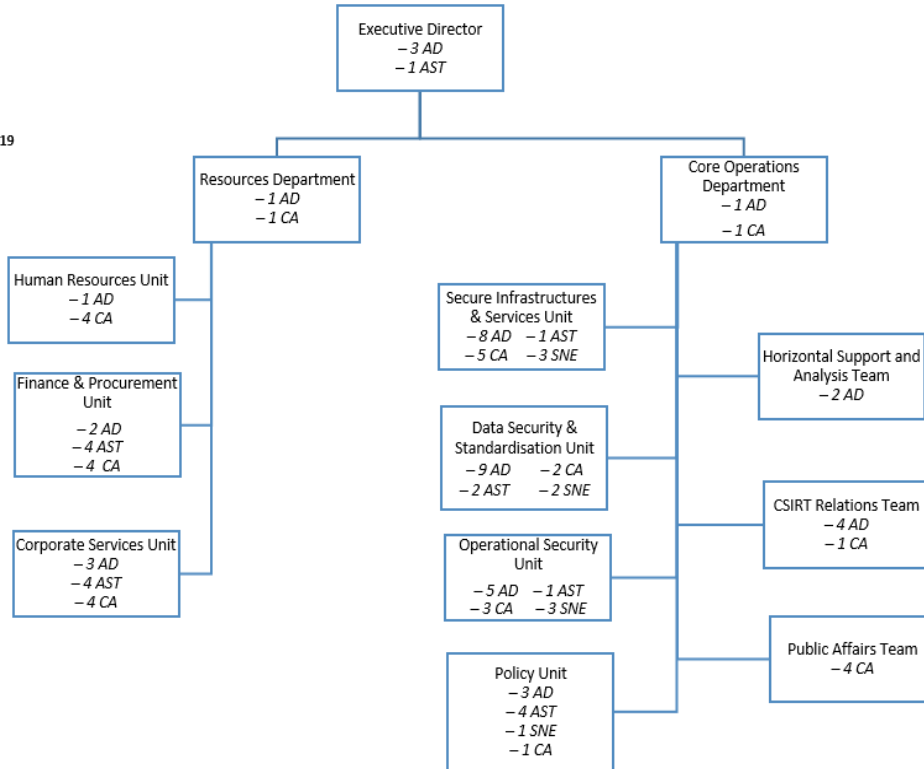 Executive Director
– 3 AD
– 1 AST
19
Resources Department
– 1 AD
– 1 CA
Core Operations
Department
– 1 AD
– 1 CA
Human Resources Unit
– 1 AD
– 4 CA
Finance & Procurement
Unit
– 2 AD
– 4 AST
– 4 CA
Corporate Services Unit
– 3 AD
– 4 AST
– 4 CA
Secure Infrastructures
& Services Unit
– 8 AD – 1 AST
– 5 CA – 3 SNE
Data Security &
Standardisation Unit
– 9 AD – 2 CA
– 2 AST – 2 SNE
Operational Security
Unit
– 5 AD – 1 AST
– 3 CA – 3 SNE
Policy Unit
– 3 AD
– 4 AST
– 1 SNE
– 1 CA
Horizontal Support and
Analysis Team
– 2 AD
CSIRT Relations Team
– 4 AD
– 1 CA
Public Affairs Team
– 4 CA